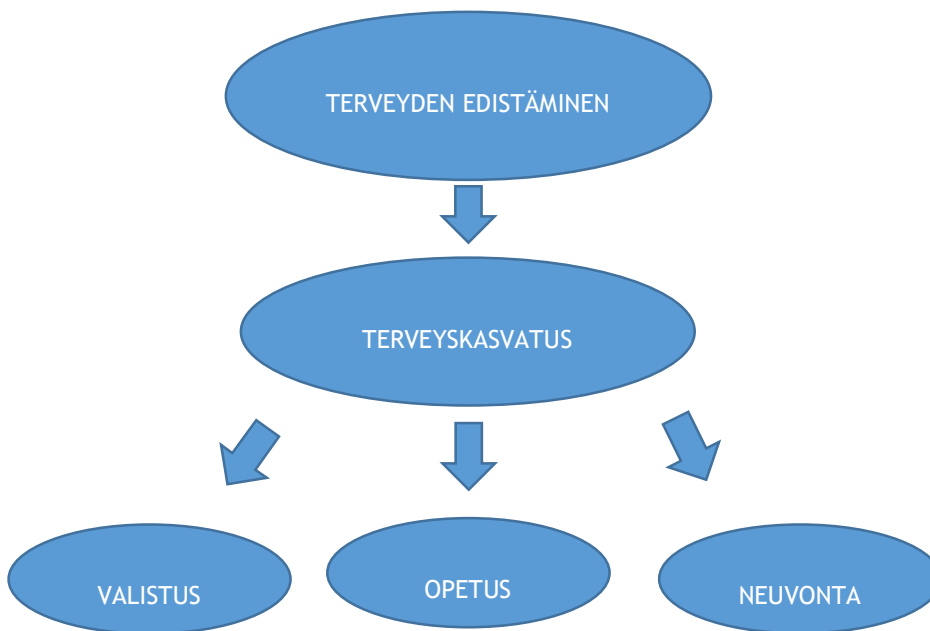 TERVEYDEN EDISTÄMINEN
TERVEYSKASVATUS
VALISTUS
OPETUS
NEUVONTA